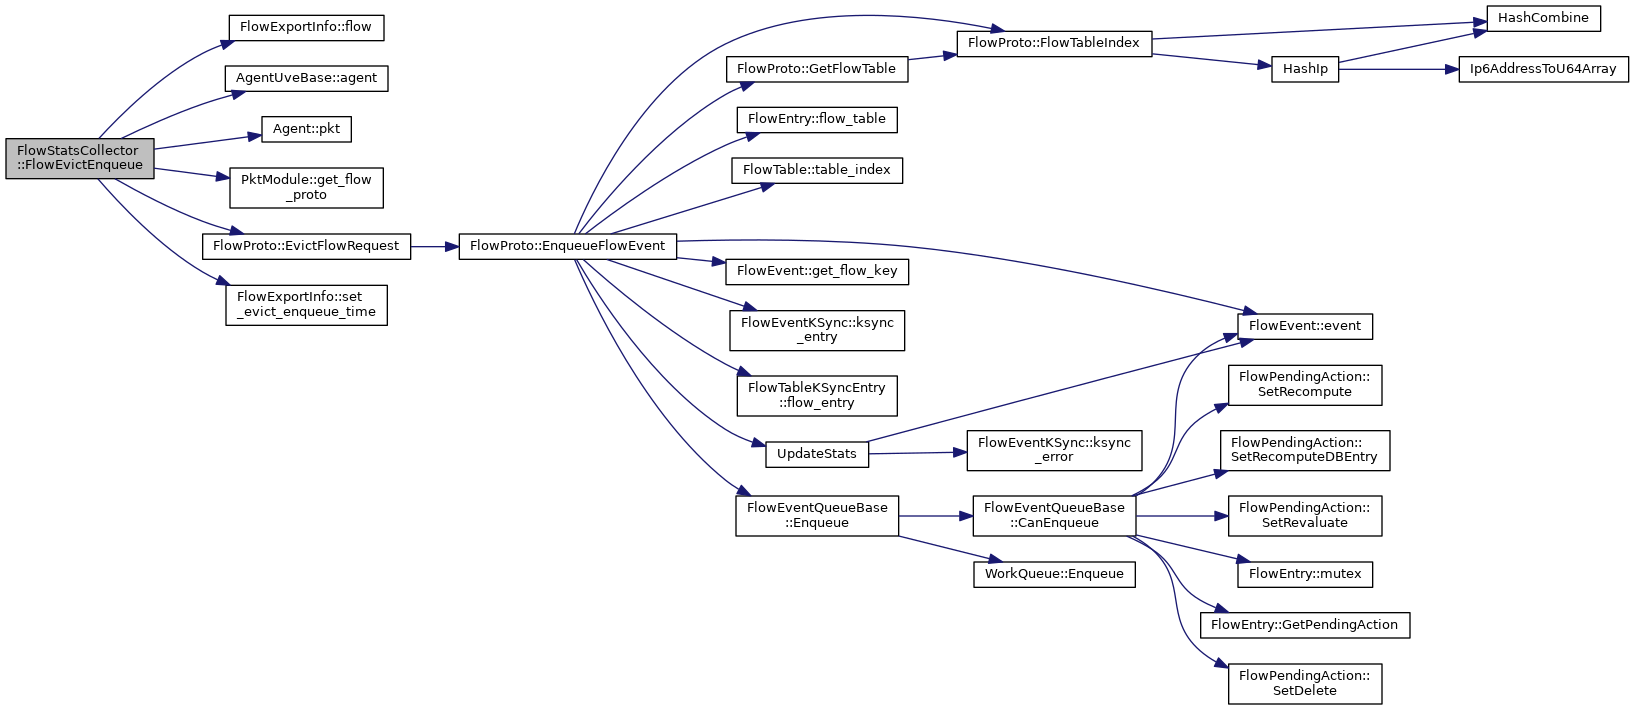 FlowStatsCollector
::FlowEvictEnqueue
FlowExportInfo::flow
AgentUveBase::agent
Agent::pkt
PktModule::get_flow
_proto
FlowProto::EvictFlowRequest
FlowExportInfo::set
_evict_enqueue_time
FlowProto::EnqueueFlowEvent
FlowProto::GetFlowTable
FlowEntry::flow_table
FlowTable::table_index
FlowEvent::get_flow_key
FlowEventKSync::ksync
_entry
FlowTableKSyncEntry
::flow_entry
UpdateStats
FlowEventQueueBase
::Enqueue
FlowProto::FlowTableIndex
FlowEventKSync::ksync
_error
FlowEventQueueBase
::CanEnqueue
WorkQueue::Enqueue
HashIp
HashCombine
Ip6AddressToU64Array
FlowEvent::event
FlowPendingAction::
SetRecompute
FlowPendingAction::
SetRecomputeDBEntry
FlowPendingAction::
SetRevaluate
FlowEntry::mutex
FlowEntry::GetPendingAction
FlowPendingAction::
SetDelete